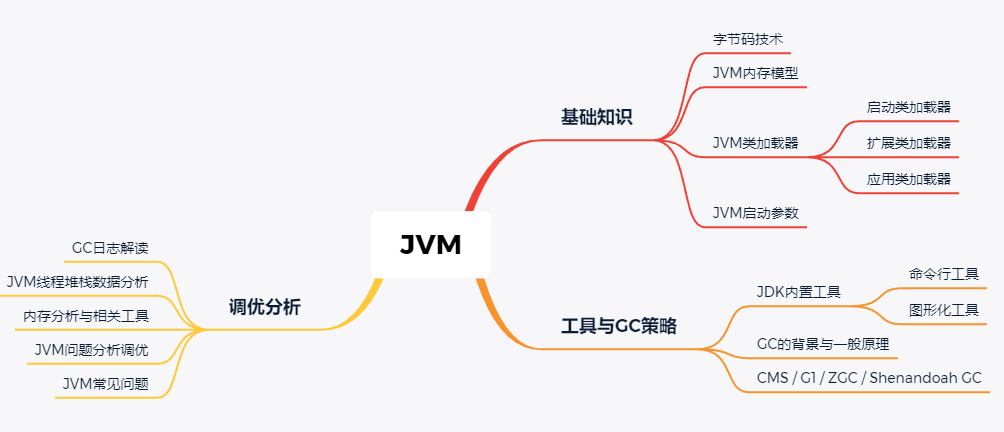 JVM
基础知识
字节码技术
JVM内存模型
JVM类加载器
启动类加载器
扩展类加载器
应用类加载器
JVM启动参数
工具与GC策略
JDK内置工具
命令行工具
图形化工具
GC的背景与一般原理
CMS / G1 / ZGC / Shenandoah GC
调优分析
GC日志解读
JVM线程堆栈数据分析
内存分析与相关工具
JVM问题分析调优
JVM常见问题